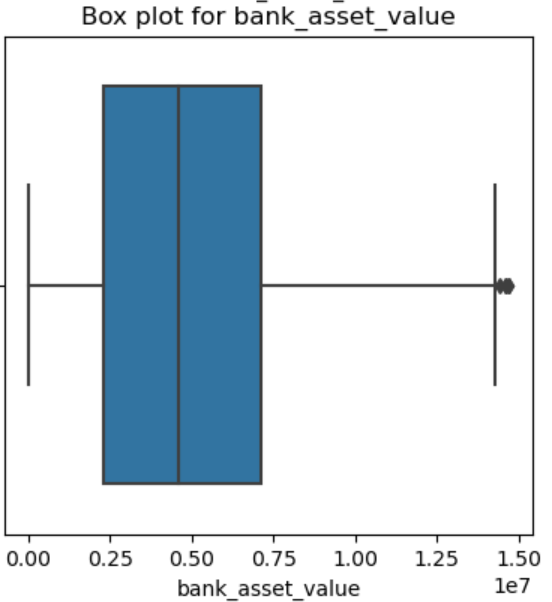 Box plot for bank_asset_value
0.00 0.25 0.50 0.75 1.00 1.25 1.50
1e7
bank_asset_value